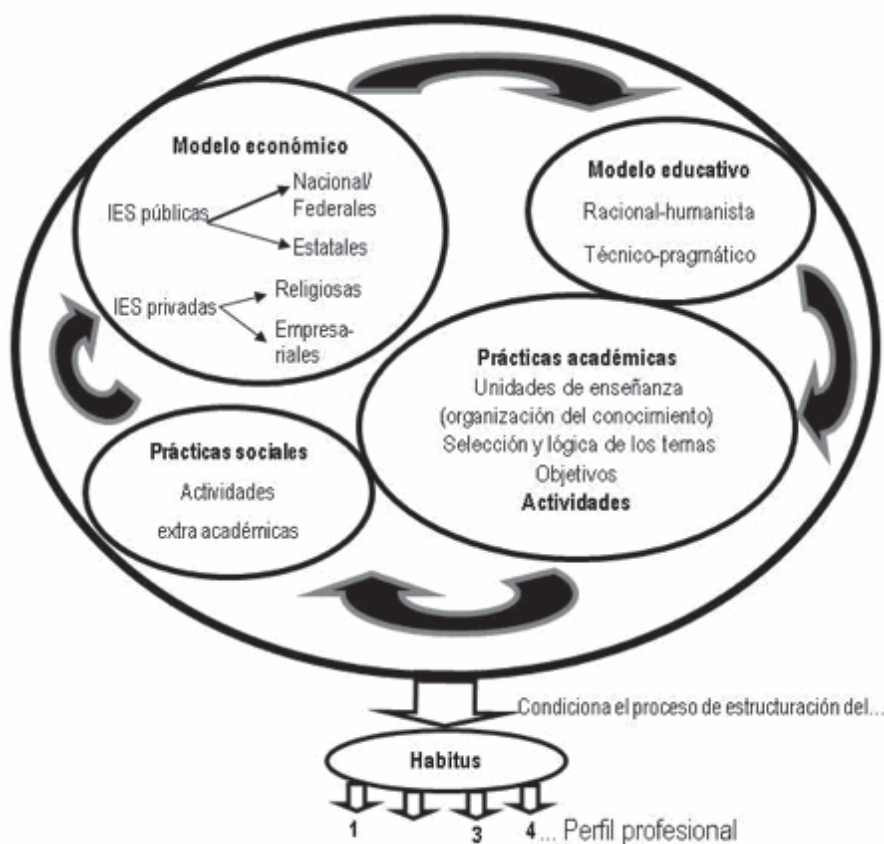 Modelo económico
IES públicas
Nacional/
Federales
Estatales
IES privadas
Religiosas
Empresa-
riales
Modelo educativo
Racional-humanista
Técnico-pragmático
Prácticas académicas
Unidades de enseñanza
(organización del conocimiento)
Selección y lógica de los temas
Objetivos
Actividades
Prácticas sociales
Actividades
extra académicas
Condiciona el proceso de estructuración del...
Habitus
1 3 4... Perfil profesional